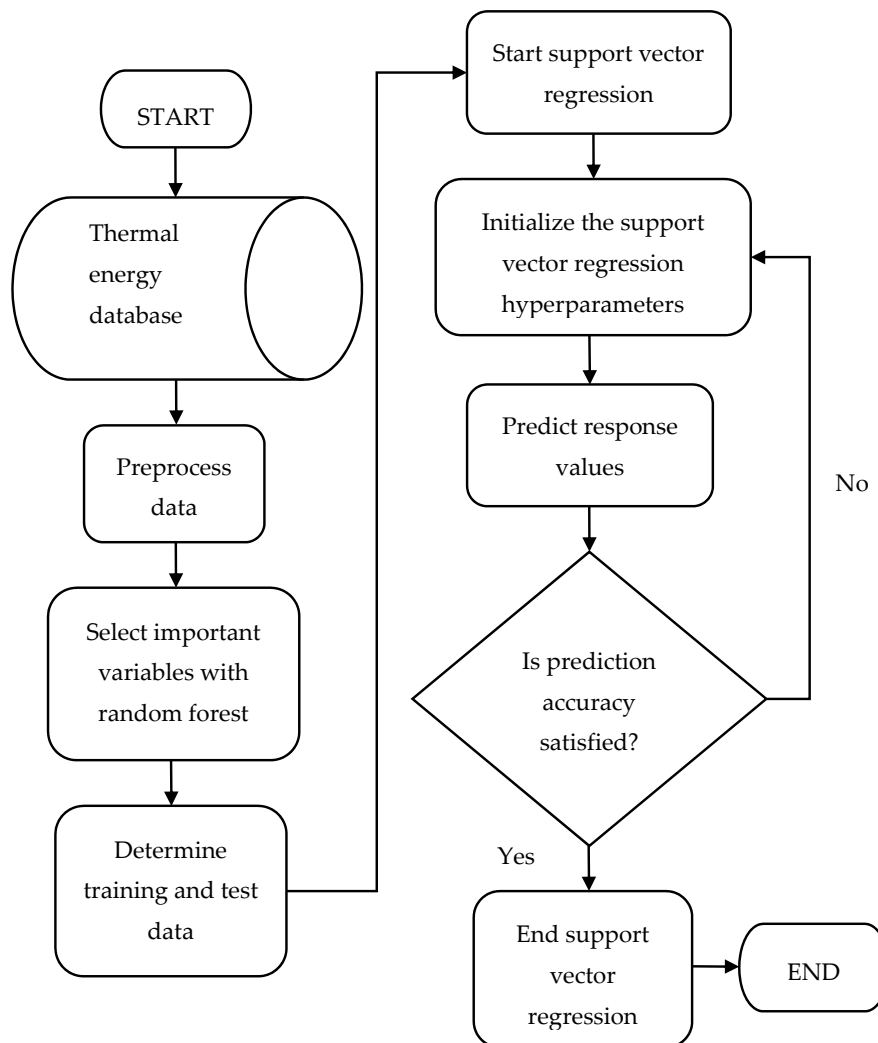 START
Thermal
energy
database
Preprocess
data
Select important
variables with
random forest
Determine
training and test
data
Start support vector
regression
Initialize the support
vector regression
hyperparameters
Predict response
values
No
Is prediction
accuracy
satisfied?
Yes
End support
vector
regression
END